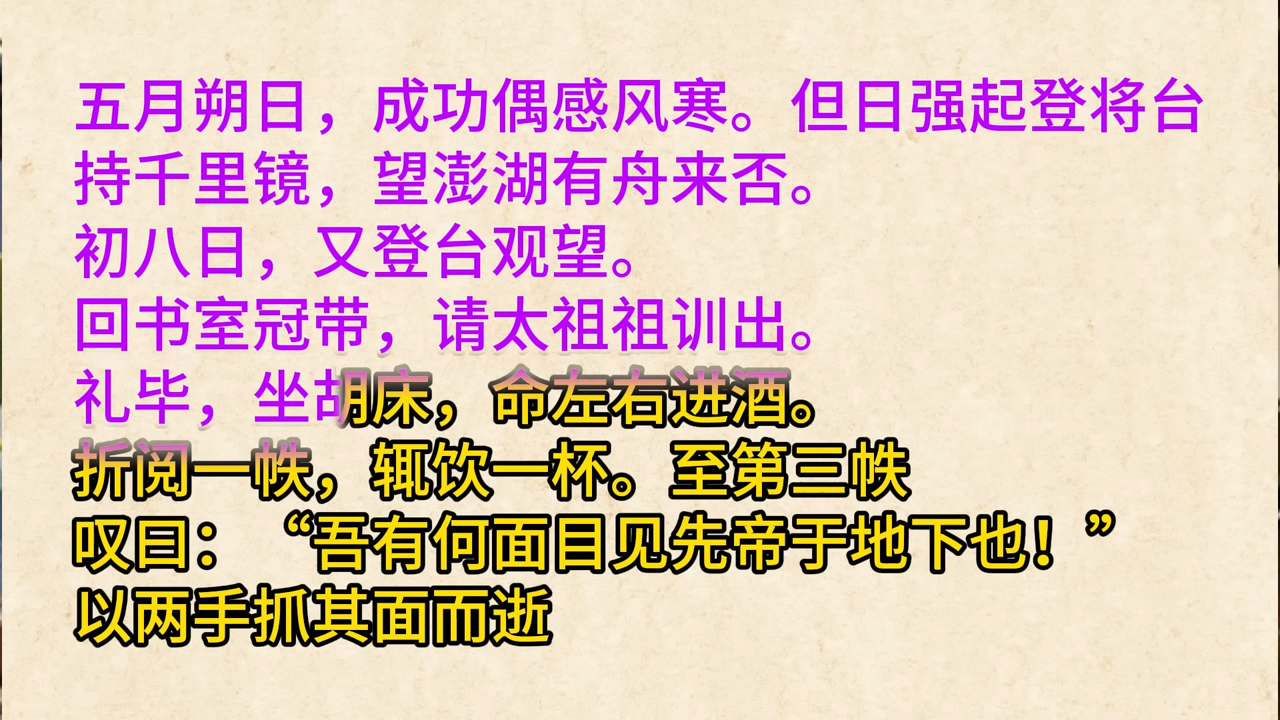 五月朔日，成功偶感风寒。但日强起登将台
持千里镜，望澎湖有舟来否。
初八日，又登台观望。
回书室冠带，请太祖祖训出。
礼毕，坐胡床，命左右进酒。
折阅一帙，辄饮一杯。至第三帙
叹曰：“吾有何面目见先帝于地下也！”
以两手抓其面而逝